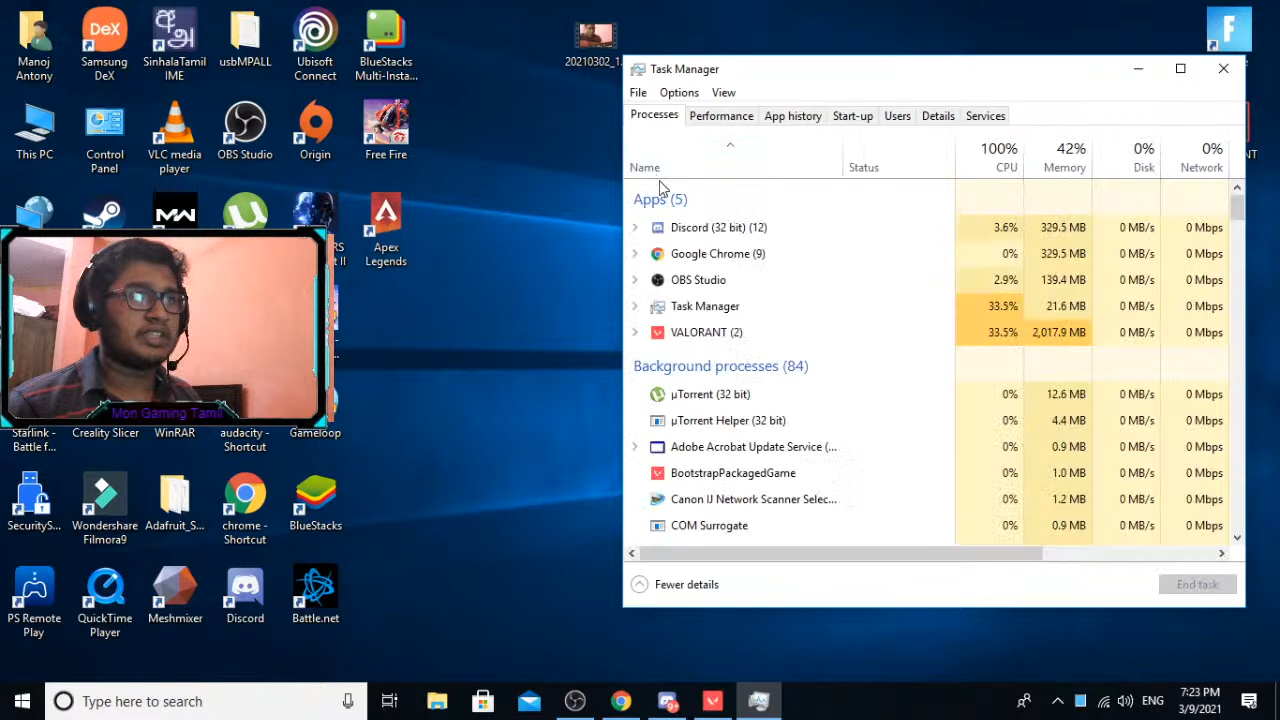 Manoj
Antony
Samsung
DeX
SinhalaTamil
IME
usbMPALL
Ubisoft
Connect
BlueStacks
Multi-Insta...
20210302_1
This PC
Control
Panel
VLC media
player
OBS Studio
Origin
Free Fire
Apex
Legends
Mon Gaming Tamil
Starlink -
Battle f...
Creality Slicer
WinRAR
audacity -
Shortcut
Gameloop
SecurityS...
Wondershare
Filmora9
Adafruit_S...
chrome -
Shortcut
BlueStacks
PS Remote
Play
QuickTime
Player
Meshmixer
Discord
Battle.net
Task Manager
File Options View
Processes Performance App history Start-up Users Details Services
100% 42% 0% 0%
Name Status CPU Memory Disk Network
Apps (5)
Discord (32 bit) (12) 3.6% 329.5 MB 0 MB/s 0 Mbps
Google Chrome (9) 0% 329.5 MB 0 MB/s 0 Mbps
OBS Studio 2.9% 139.4 MB 0 MB/s 0 Mbps
Task Manager 33.5% 21.6 MB 0 MB/s 0 Mbps
VALORANT (2) 33.5% 2,017.9 MB 0 MB/s 0 Mbps
Background processes (84)
µTorrent (32 bit) 0% 12.6 MB 0 MB/s 0 Mbps
µTorrent Helper (32 bit) 0% 4.4 MB 0 MB/s 0 Mbps
Adobe Acrobat Update Service (... 0% 0.9 MB 0 MB/s 0 Mbps
BootstrapPackagedGame 0% 1.0 MB 0 MB/s 0 Mbps
Canon IJ Network Scanner Selec... 0% 1.2 MB 0 MB/s 0 Mbps
COM Surrogate 0% 0.9 MB 0 MB/s 0 Mbps
Fewer details End task
Type here to search
ENG
7:23 PM
3/9/2021